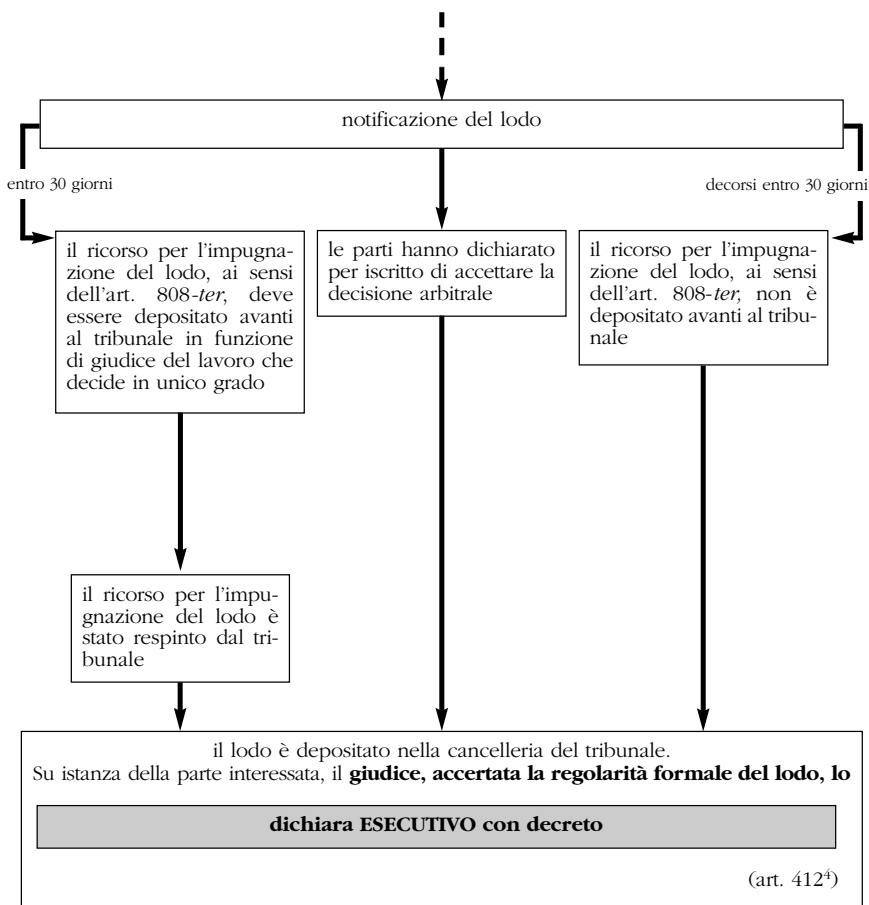 notificazione del lodo
entro 30 giorni
decorsi entro 30 giorni
il ricorso per l'impugna-
zione del lodo, ai sensi
dell'art. 808-ter, deve
essere depositato avanti
al tribunale in funzione
di giudice del lavoro che
decide in unico grado
le parti hanno dichiarato
per iscritto di accettare la
decisione arbitrale
il ricorso per l'impugna-
zione del lodo, ai sensi
dell'art. 808-ter, non è
depositato avanti al tribu-
nale
il ricorso per l'impu-
gnazione del lodo è
stato respinto dal tri-
bunale
il lodo è depositato nella cancelleria del tribunale.
Su istanza della parte interessata, il giudice, accertata la regolarità formale del lodo, lo
dichiara ESECUTIVO con decreto
(art. 412⁴)